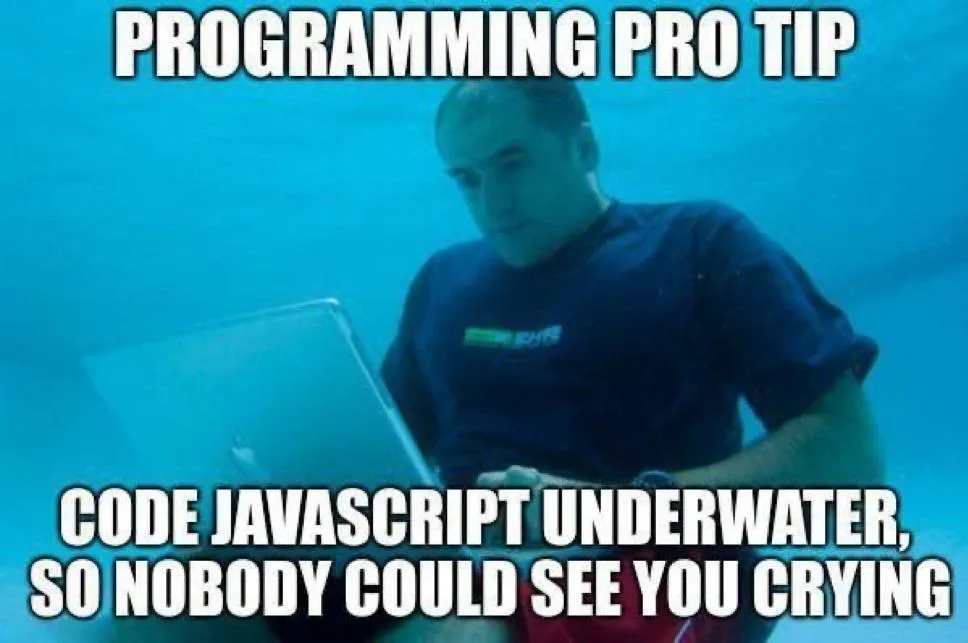 PROGRAMMING PRO TIP
CODE JAVASCRIPT UNDERWATER,
SO NOBODY COULD SEE YOU CRYING